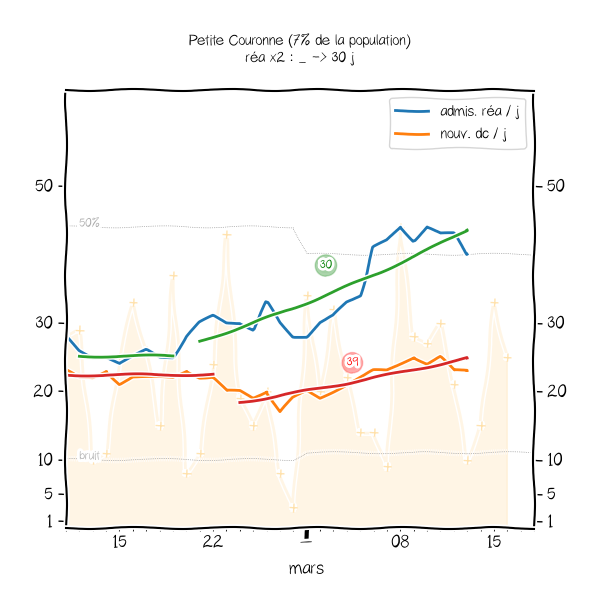 Petite Couronne (7% de la population)
réa x2 : _ -> 30 j
admis. réa / j
nouv. dc / j
50 50
50%
30
30 30
39
20 20
bruit
10 10
5 5
1 1
15 22 1 08 15
mars